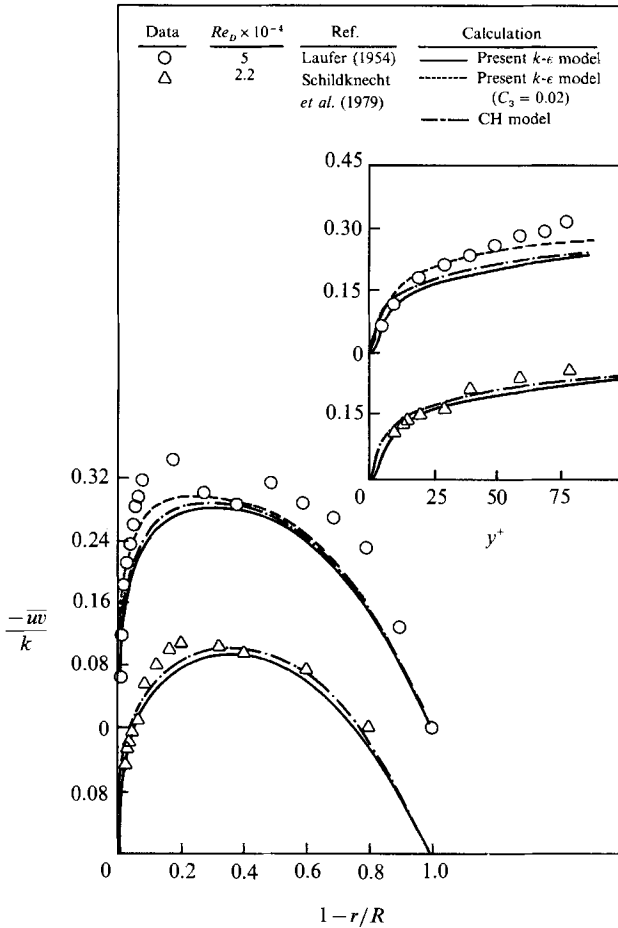 Data Re_D × 10⁻⁴ Ref. Calculation
○ 5 Laufer (1954) Present k-ϵ model
△ 2.2 Schildknecht Present k-ϵ model
et al. (1979) (C₃ = 0.02)
CH model
0.45
0.30
0.15
0
0.15
0 25 50 75
y⁺
0.32
0.24
0.16
0.08
0
0.08
−uv
k
0 0.2 0.4 0.6 0.8 1.0
1−r/R